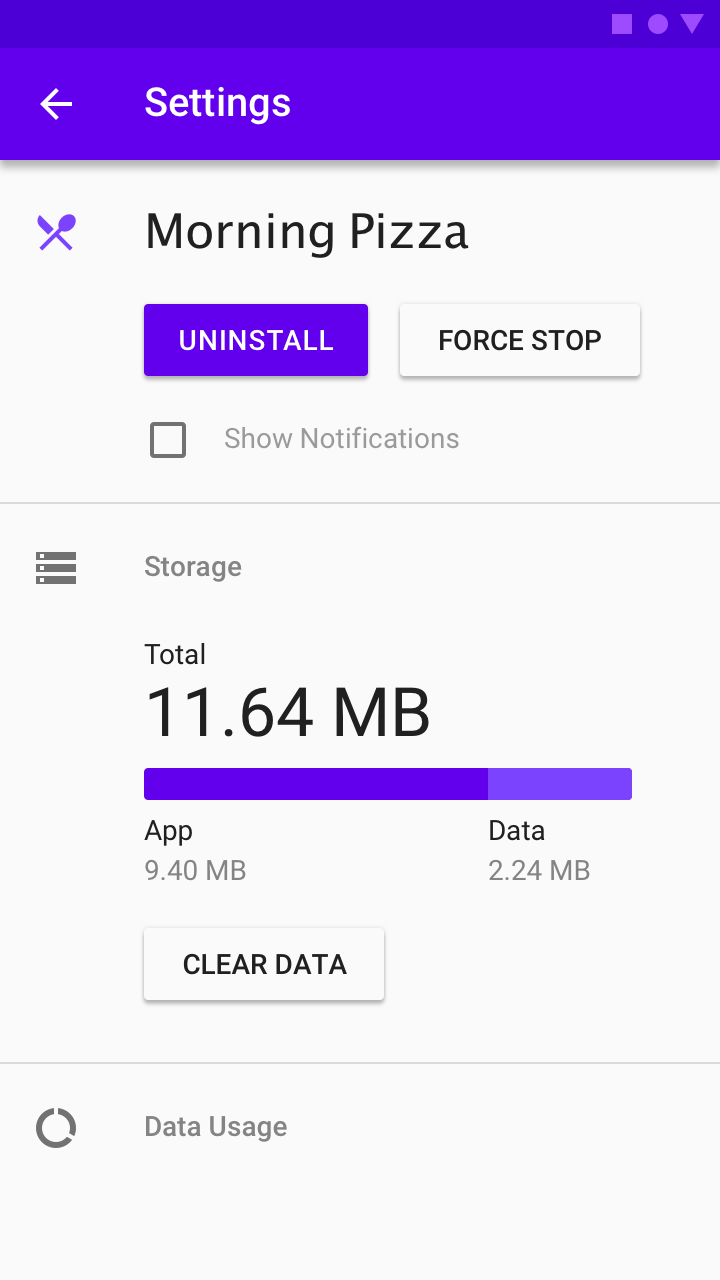 Settings
Morning Pizza
UNINSTALL
FORCE STOP
Show Notifications
Storage
Total
11.64 MB
App
Data
9.40 MB
2.24 MB
CLEAR DATA
Data Usage